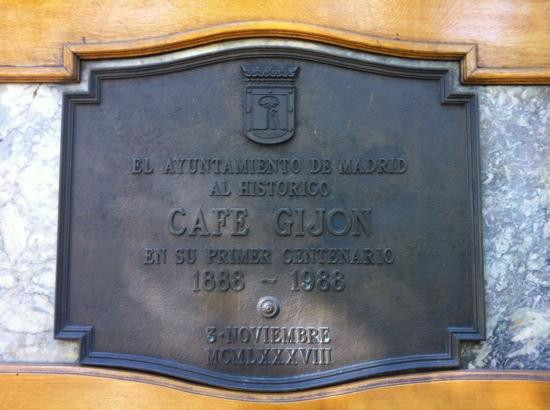 EL AYUNTAMIENTO DE MADRID
AL HISTORICO
CAFE GIJON
EN SU PRIMER CENTENARIO
1888 ~ 1988
3·NOVIEMBRE
MCMLXXXVIII